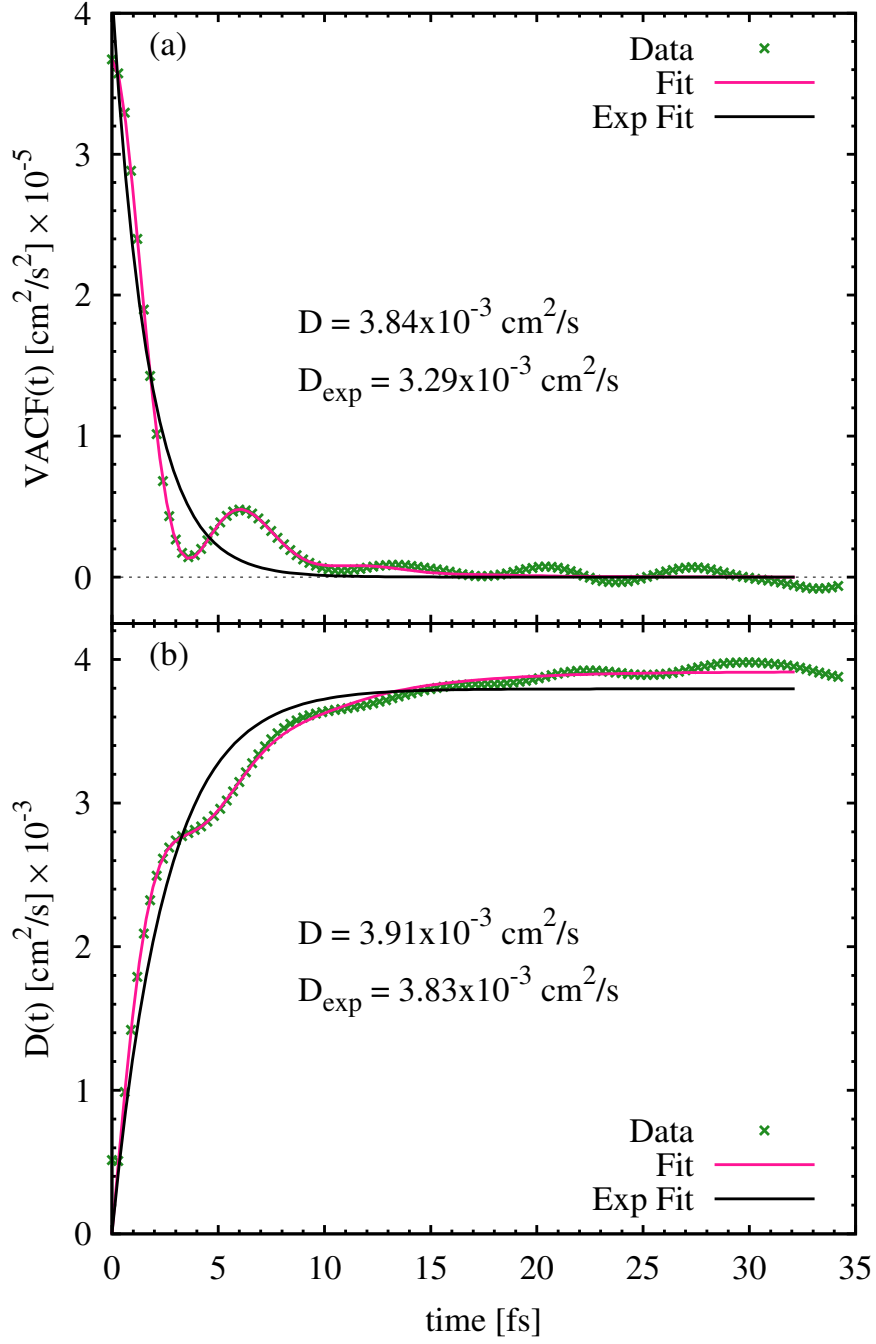 (a)
Data
Fit
Exp Fit
4
3
2
1
0
VACF(t) [cm²/s²] × 10⁻⁵
D = 3.84x10⁻³ cm²/s
D_exp = 3.29x10⁻³ cm²/s
(b)
4
3
2
1
0
D(t) [cm²/s] × 10⁻³
D = 3.91x10⁻³ cm²/s
D_exp = 3.83x10⁻³ cm²/s
Data
Fit
Exp Fit
0 5 10 15 20 25 30 35
time [fs]